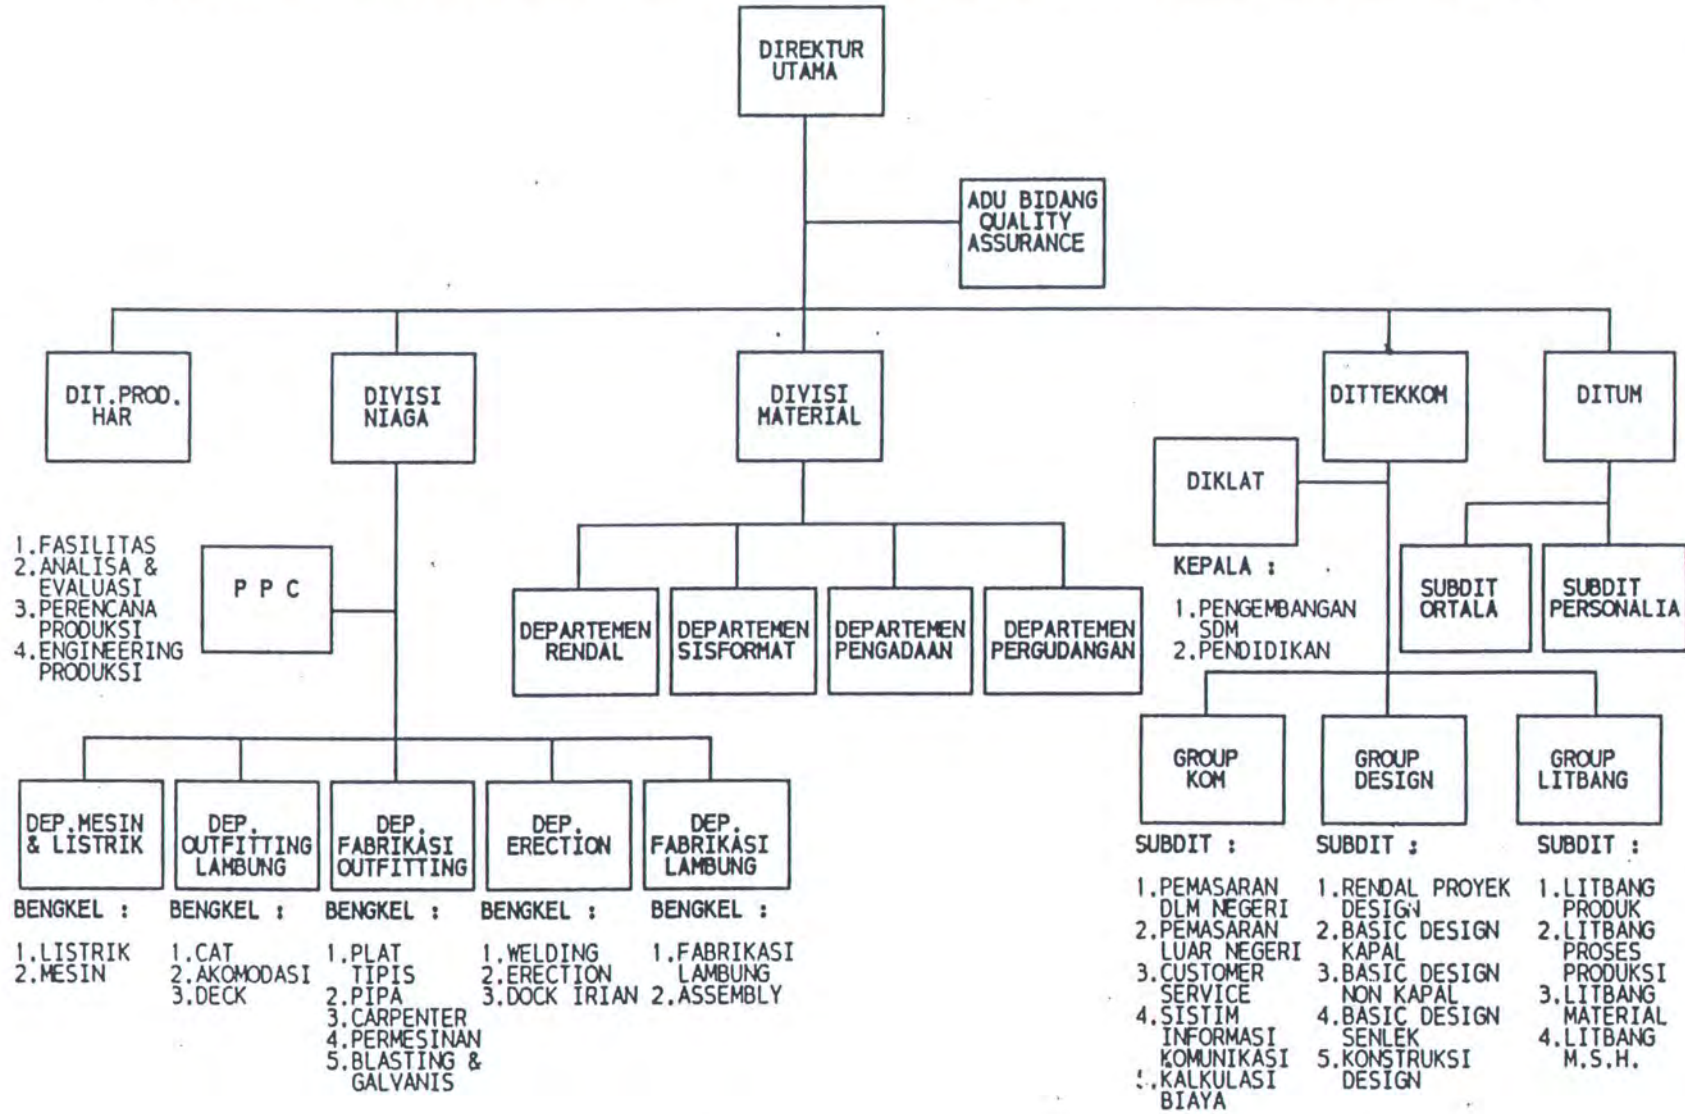 DIREKTUR
UTAMA
ADU BIDANG
QUALITY
ASSURANCE
DIT.PROD.
HAR
DIVISI
NIAGA
DIVISI
MATERIAL
DITTEKKOM
DITUM
DIKLAT
KEPALA :
1.PENGEMBANGAN
SDM
2.PENDIDIKAN
SUBDIT
ORTALA
SUBDIT
PERSONALIA
1.FASILITAS
2.ANALISA &
EVALUASI
3.PERENCANA
PRODUKSI
4.ENGINEERING
PRODUKSI
P P C
DEPARTEMEN
RENDAL
DEPARTEMEN
SISFORMAT
DEPARTEMEN
PENGADAAN
DEPARTEMEN
PERGUDANGAN
DEP.MESIN
& LISTRIK
BENGKEL :
1.LISTRIK
2.MESIN
DEP.
OUTFITTING
LAMBUNG
BENGKEL :
1.CAT
2.AKOMODASI
3.DECK
DEP.
FABRIKASI
OUTFITTING
BENGKEL :
1.PLAT
TIPIS
2.PIPA
3.CARPENTER
4.PERMESINAN
5.BLASTING &
GALVANIS
DEP.
ERECTION
BENGKEL :
1.WELDING
2.ERECTION
3.DOCK IRIAN
DEP.
FABRIKASI
LAMBUNG
BENGKEL :
1.FABRIKASI
LAMBUNG
2.ASSEMBLY
GROUP
KOM
SUBDIT :
1.PEMASARAN
DLM NEGERI
2.PEMASARAN
LUAR NEGERI
3.CUSTOMER
SERVICE
4.SISTIM
INFORMASI
KOMUNIKASI
5.KALKULASI
BIAYA
GROUP
DESIGN
SUBDIT :
1.RENDAL PROYEK
DESIGN
2.BASIC DESIGN
KAPAL
3.BASIC DESIGN
NON KAPAL
4.BASIC DESIGN
SENLEK
5.KONSTRUKSI
DESIGN
GROUP
LITBANG
SUBDIT :
1.LITBANG
PRODUK
2.LITBANG
PROSES
PRODUKSI
3.LITBANG
MATERIAL
4.LITBANG
M.S.H.